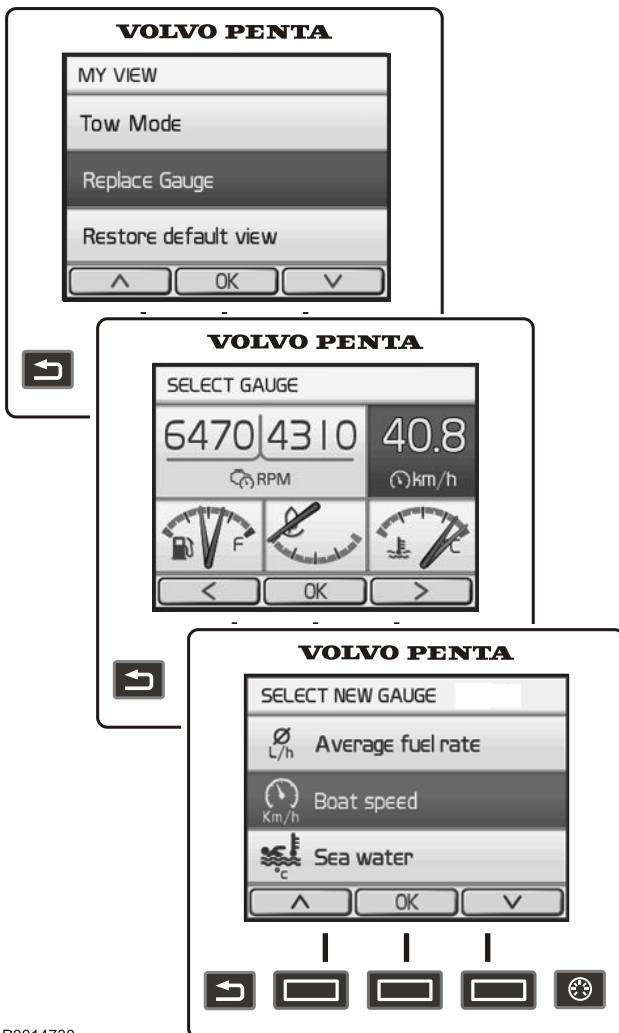 VOLVO PENTA
MY VIEW
Tow Mode
Replace Gauge
Restore default view
OK
VOLVO PENTA
SELECT GAUGE
6470 4310 40.8
RPM km/h
F C
OK
VOLVO PENTA
SELECT NEW GAUGE
Ø
L/h Average fuel rate
Km/h Boat speed
°c Sea water
OK